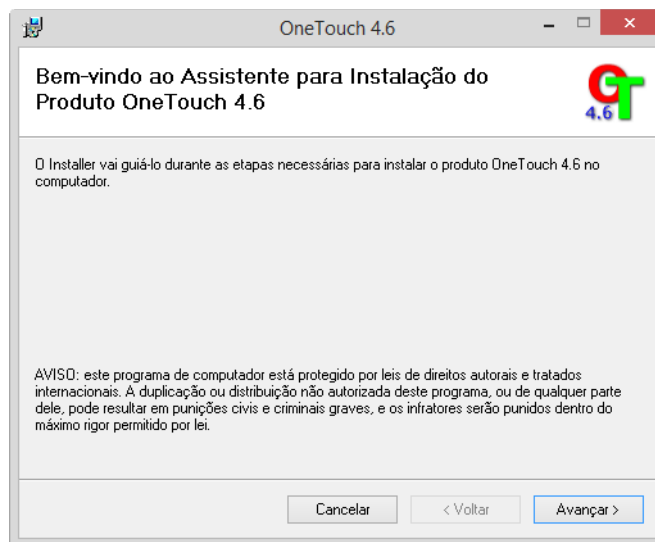 OneTouch 4.6
Bem-vindo ao Assistente para Instalação do
Produto OneTouch 4.6
OT
4.6
O Installer vai guiá-lo durante as etapas necessárias para instalar o produto OneTouch 4.6 no
computador.
AVISO: este programa de computador está protegido por leis de direitos autorais e tratados
internacionais. A duplicação ou distribuição não autorizada deste programa, ou de qualquer parte
dele, pode resultar em punições civis e criminais graves, e os infratores serão punidos dentro do
máximo rigor permitido por lei.
Cancelar
< Voltar
Avançar >